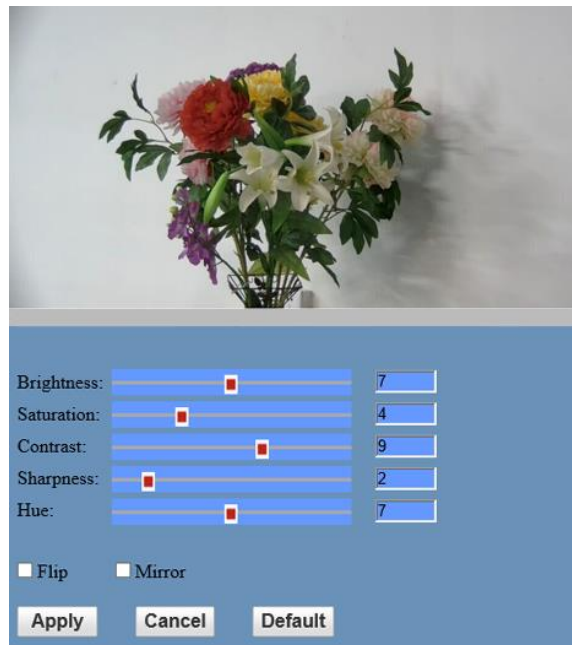 Brightness: 7
Saturation: 4
Contrast: 9
Sharpness: 2
Hue: 7
Flip Mirror
Apply Cancel Default